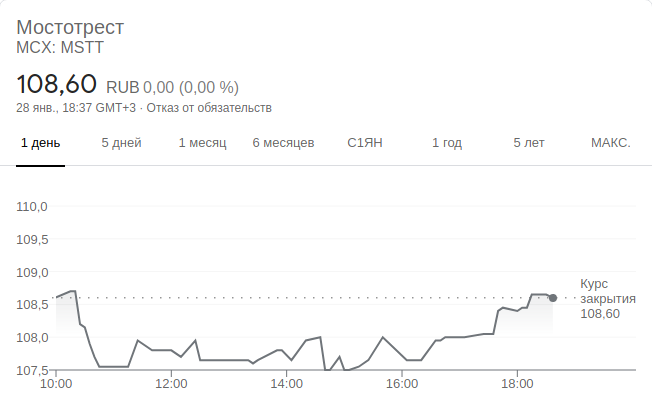 Мостотрест
MCX: MSTT
108,60 RUB 0,00 (0,00 %)
28 янв., 18:37 GMT+3 · Отказ от обязательств
1 день 5 дней 1 месяц 6 месяцев С1ЯН 1 год 5 лет МАКС.
110,0
109,5
109,0
108,5
108,0
107,5
Курс
закрытия
108,60
10:00 12:00 14:00 16:00 18:00